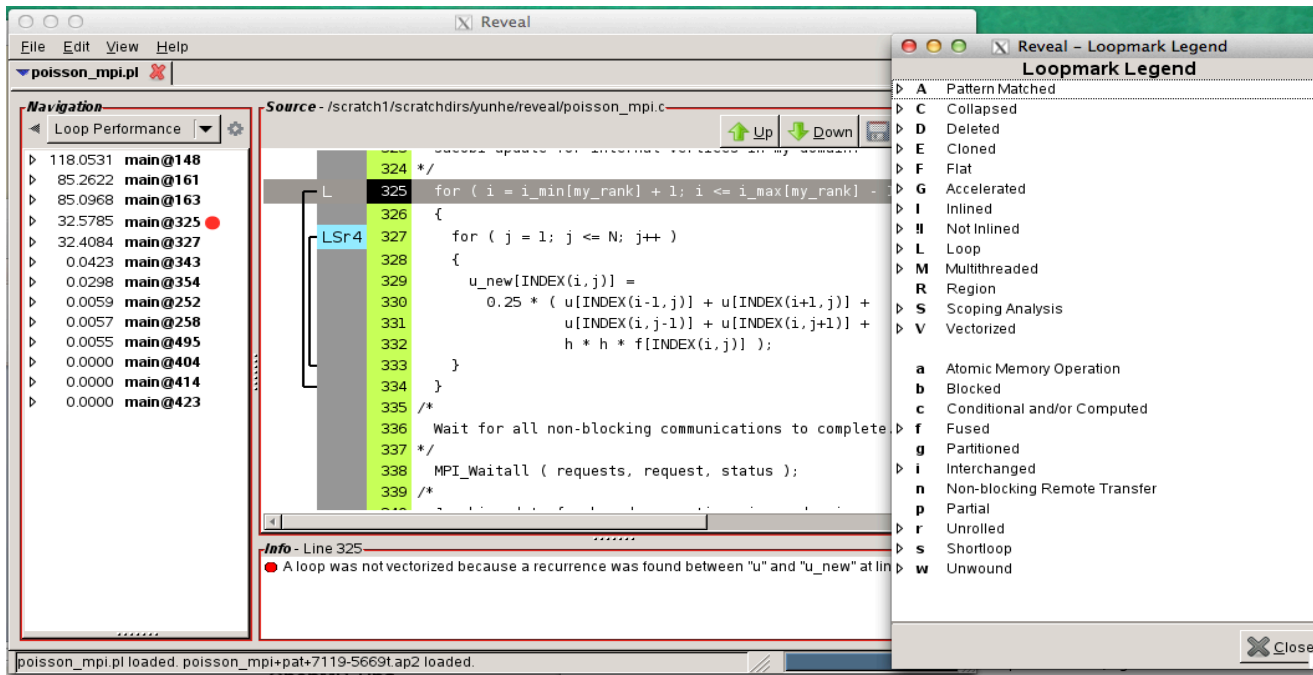 Reveal
File Edit View Help
poisson_mpi.pl
Navigation
Loop Performance
118.0531 main@148
85.2622 main@161
85.0968 main@163
32.5785 main@325
32.4084 main@327
0.0423 main@343
0.0298 main@354
0.0059 main@252
0.0057 main@258
0.0055 main@495
0.0000 main@404
0.0000 main@414
0.0000 main@423
Source - /scratch1/scratchdirs/yunhe/reveal/poisson_mpi.c
Up Down
324 */
L 325 for ( i = i_min[my_rank] + 1; i <= i_max[my_rank] - 1
326 {
LSr4 327 for ( j = 1; j <= N; j++ )
328 {
329 u_new[INDEX(i,j)] =
330 0.25 * ( u[INDEX(i-1,j)] + u[INDEX(i+1,j)] +
331 u[INDEX(i,j-1)] + u[INDEX(i,j+1)] +
332 h * h * f[INDEX(i,j)] );
333 }
334 }
335 /*
336 Wait for all non-blocking communications to complete.
337 */
338 MPI_Waitall ( requests, request, status );
339 /*
Info - Line 325
A loop was not vectorized because a recurrence was found between "u" and "u_new" at lin
poisson_mpi.pl loaded. poisson_mpi+pat+7119-5669t.ap2 loaded.
Reveal - Loopmark Legend
Loopmark Legend
A Pattern Matched
C Collapsed
D Deleted
E Cloned
F Flat
G Accelerated
I Inlined
!I Not Inlined
L Loop
M Multithreaded
R Region
S Scoping Analysis
V Vectorized
a Atomic Memory Operation
b Blocked
c Conditional and/or Computed
f Fused
g Partitioned
i Interchanged
n Non-blocking Remote Transfer
p Partial
r Unrolled
s Shortloop
w Unwound
Close